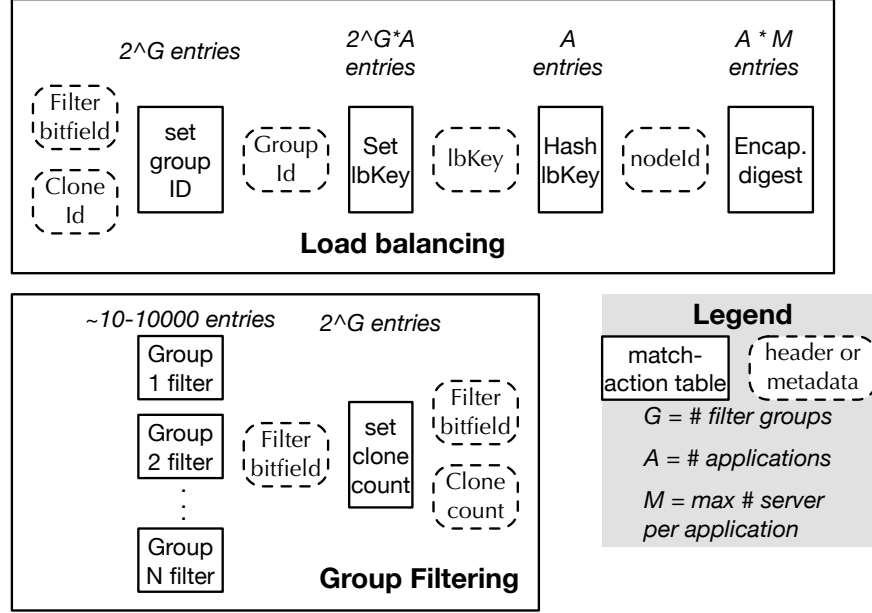 2^G entries
2^G*A
entries
A
entries
A * M
entries
Filter
bitfield
Clone
Id
set
group
ID
Group
Id
Set
lbKey
lbKey
Hash
lbKey
nodeId
Encap.
digest
Load balancing
~10-10000 entries
2^G entries
Group
1 filter
Group
2 filter
Group
N filter
Filter
bitfield
set
clone
count
Filter
bitfield
Clone
count
Group Filtering
Legend
match-
action table
header or
metadata
G = # filter groups
A = # applications
M = max # server
per application